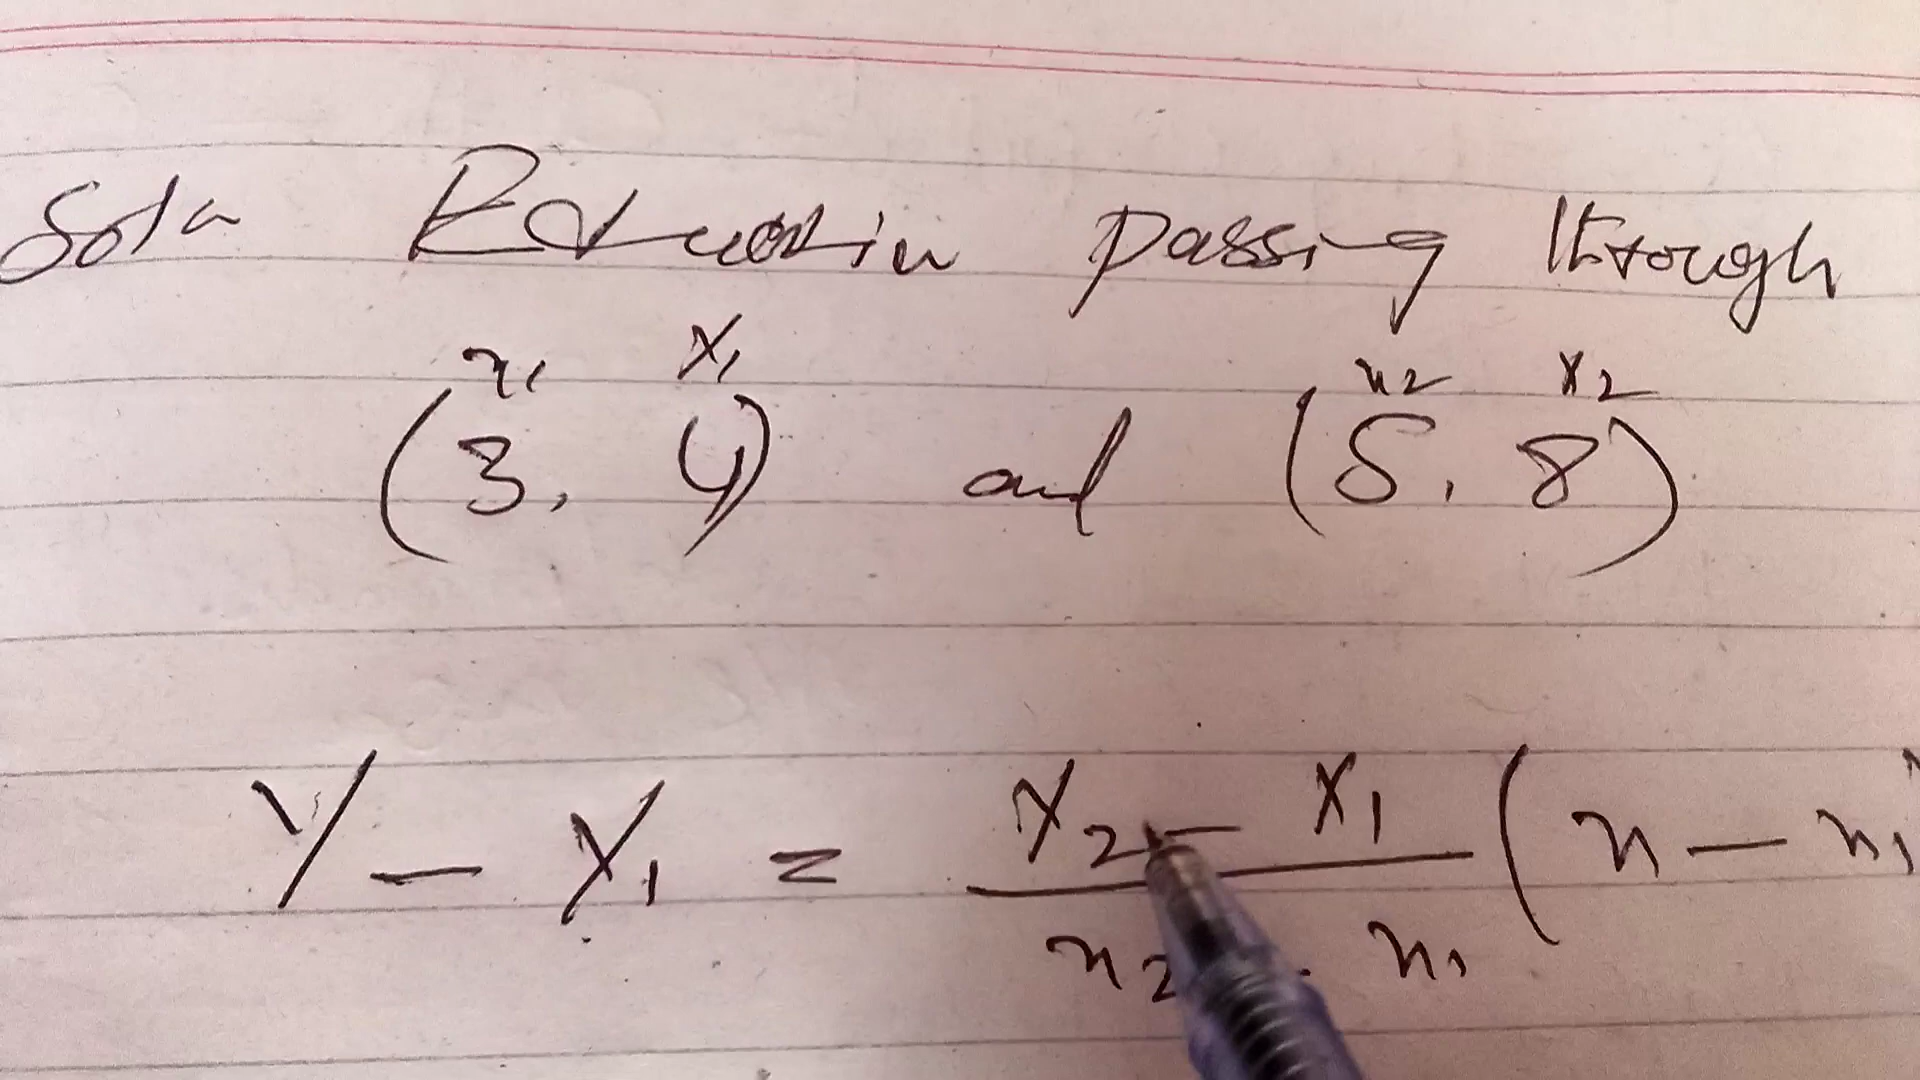 Soln Equation passing through
x₁ y₁ x₂ y₂
(3, 4) and (5, 8)
y - y₁ = y₂ - y₁ (x - x₁
x₂ - x₁